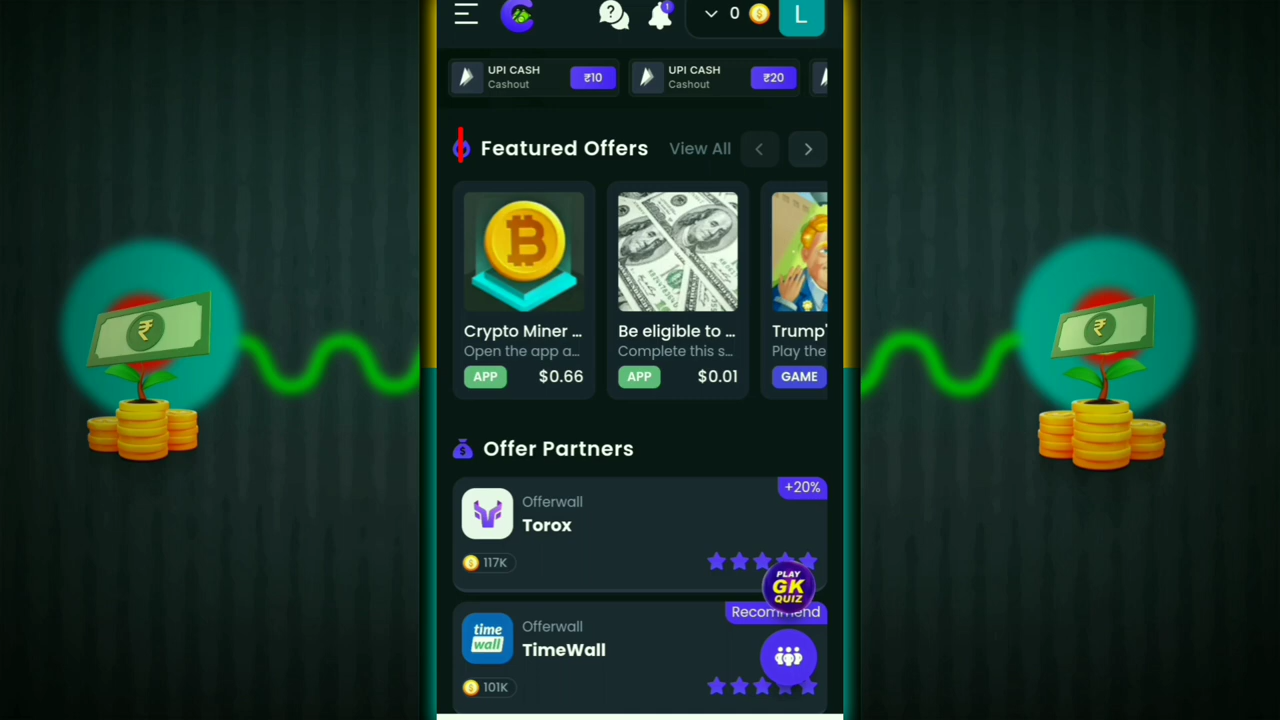 1
0
L
UPI CASH
Cashout
₹10
UPI CASH
Cashout
₹20
Featured Offers
View All
Crypto Miner ...
Open the app a...
APP
$0.66
Be eligible to ...
Complete this s...
APP
$0.01
Trump'
Play the
GAME
Offer Partners
+20%
Offerwall
Torox
117K
PLAY
GK
QUIZ
Recommend
time
wall
Offerwall
TimeWall
101K